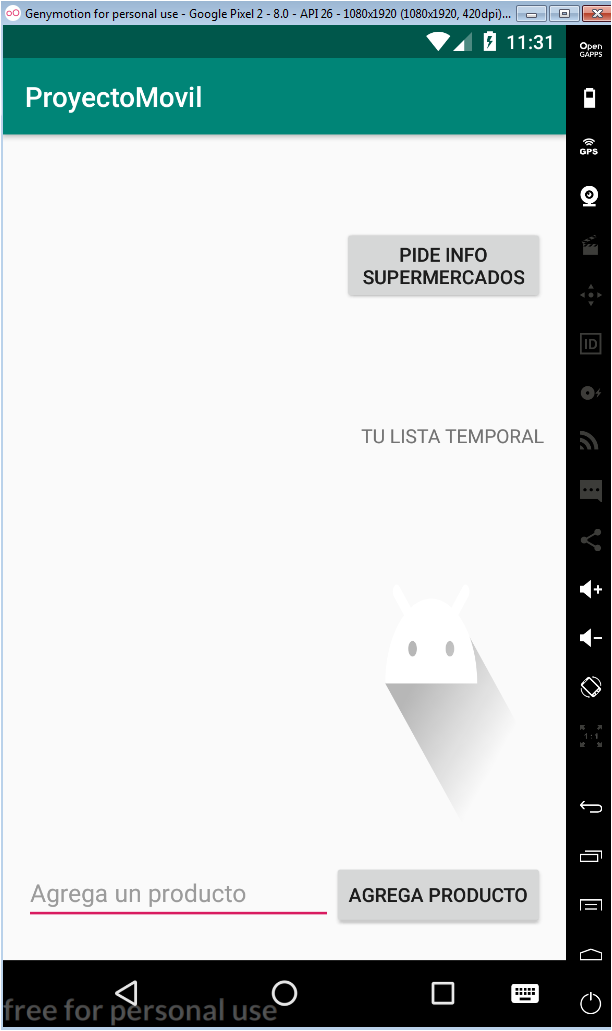 Genymotion for personal use - Google Pixel 2 - 8.0 - API 26 - 1080x1920 (1080x1920, 420dpi)...
11:31
Open
GAPPS
ProyectoMovil
GPS
PIDE INFO
SUPERMERCADOS
ID
TU LISTA TEMPORAL
1:1
Agrega un producto
AGREGA PRODUCTO
free for personal use